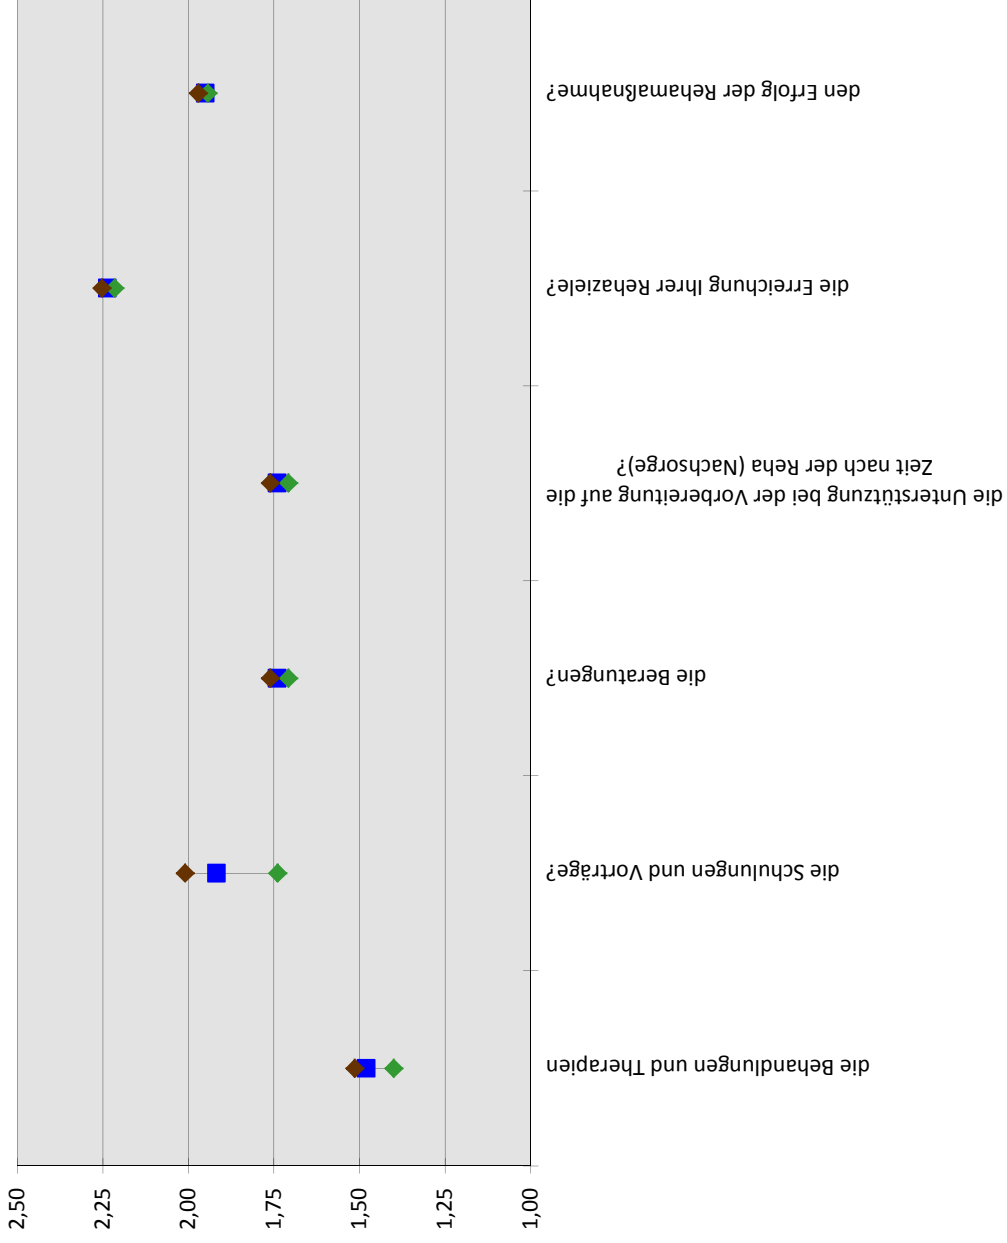 den Erfolg der Rehamaßnahme?
die Erreichung Ihrer Rehaziele?
die Unterstützung bei der Vorbereitung auf die
Zeit nach der Reha (Nachsorge)?
die Beratungen?
die Schulungen und Vorträge?
die Behandlungen und Therapien
2,50
2,25
2,00
1,75
1,50
1,25
1,00